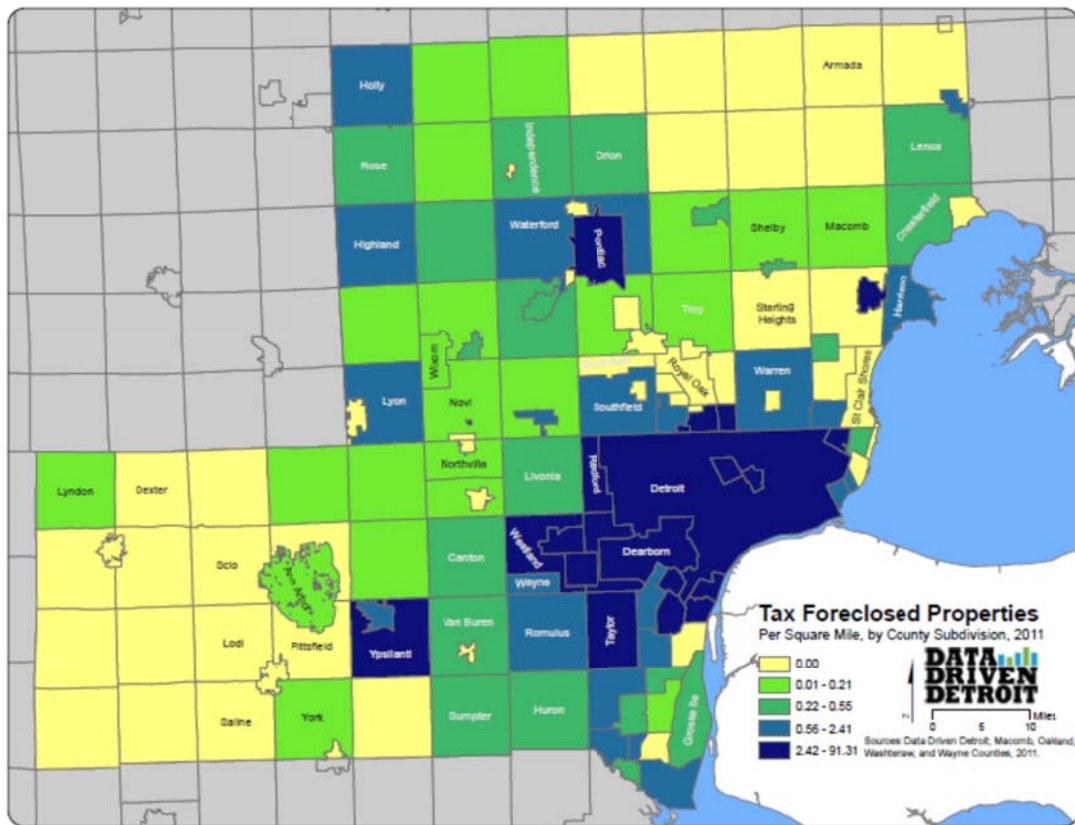 Armada
Holly
Independence
Rose
Orion
Lenox
Chesterfield
Highland
Waterford
Pontiac
Shelby
Macomb
Harrison
Troy
Sterling
Heights
Wixom
Lyon
Novi
Southfield
Royal Oak
Warren
St Clair Shores
Northville
Livonia
Redford
Detroit
Lyndon
Dexter
Scio
Ann Arbor
Canton
Westland
Dearborn
Wayne
Lodi
Pittsfield
Ypsilanti
Van Buren
Romulus
Taylor
Saline
York
Sumpter
Huron
Grosse Ile
Tax Foreclosed Properties
Per Square Mile, by County Subdivision, 2011
0.00
0.01 - 0.21
0.22 - 0.55
0.56 - 2.41
2.42 - 91.31
DATA
DRIVEN
DETROIT
0 5 10
Miles
Sources: Data Driven Detroit; Macomb, Oakland,
Washtenaw, and Wayne Counties, 2011.